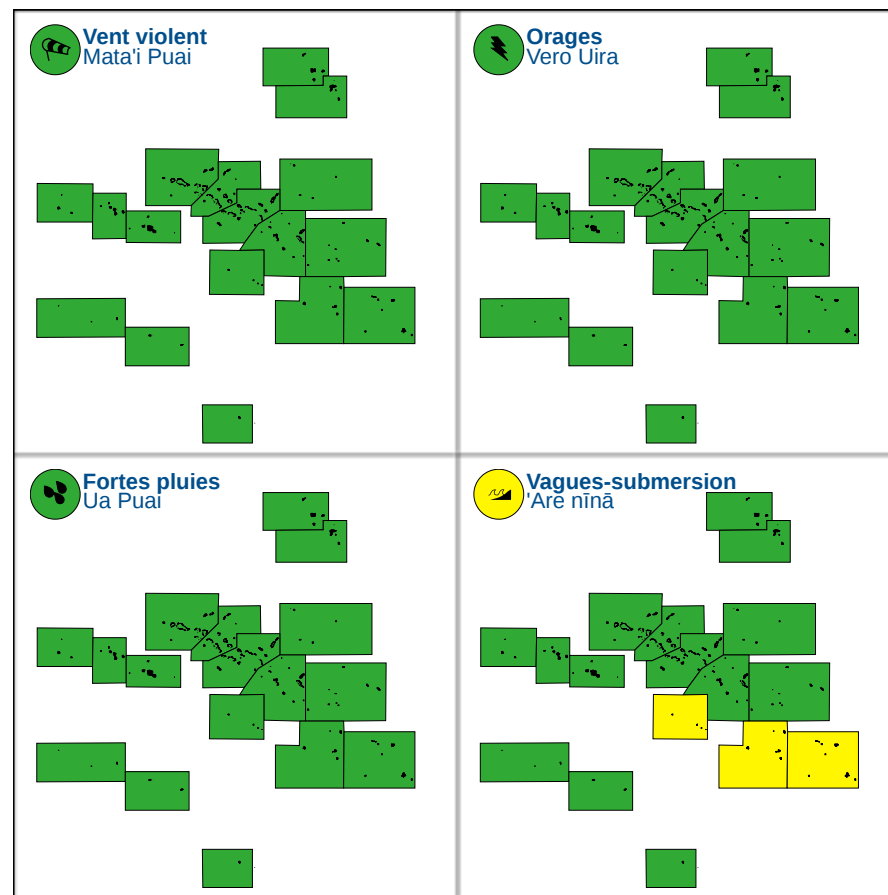 Vent violent
Mata'i Puai
Orages
Vero Uira
Fortes pluies
Ua Puai
Vagues-submersion
'Are nīnā